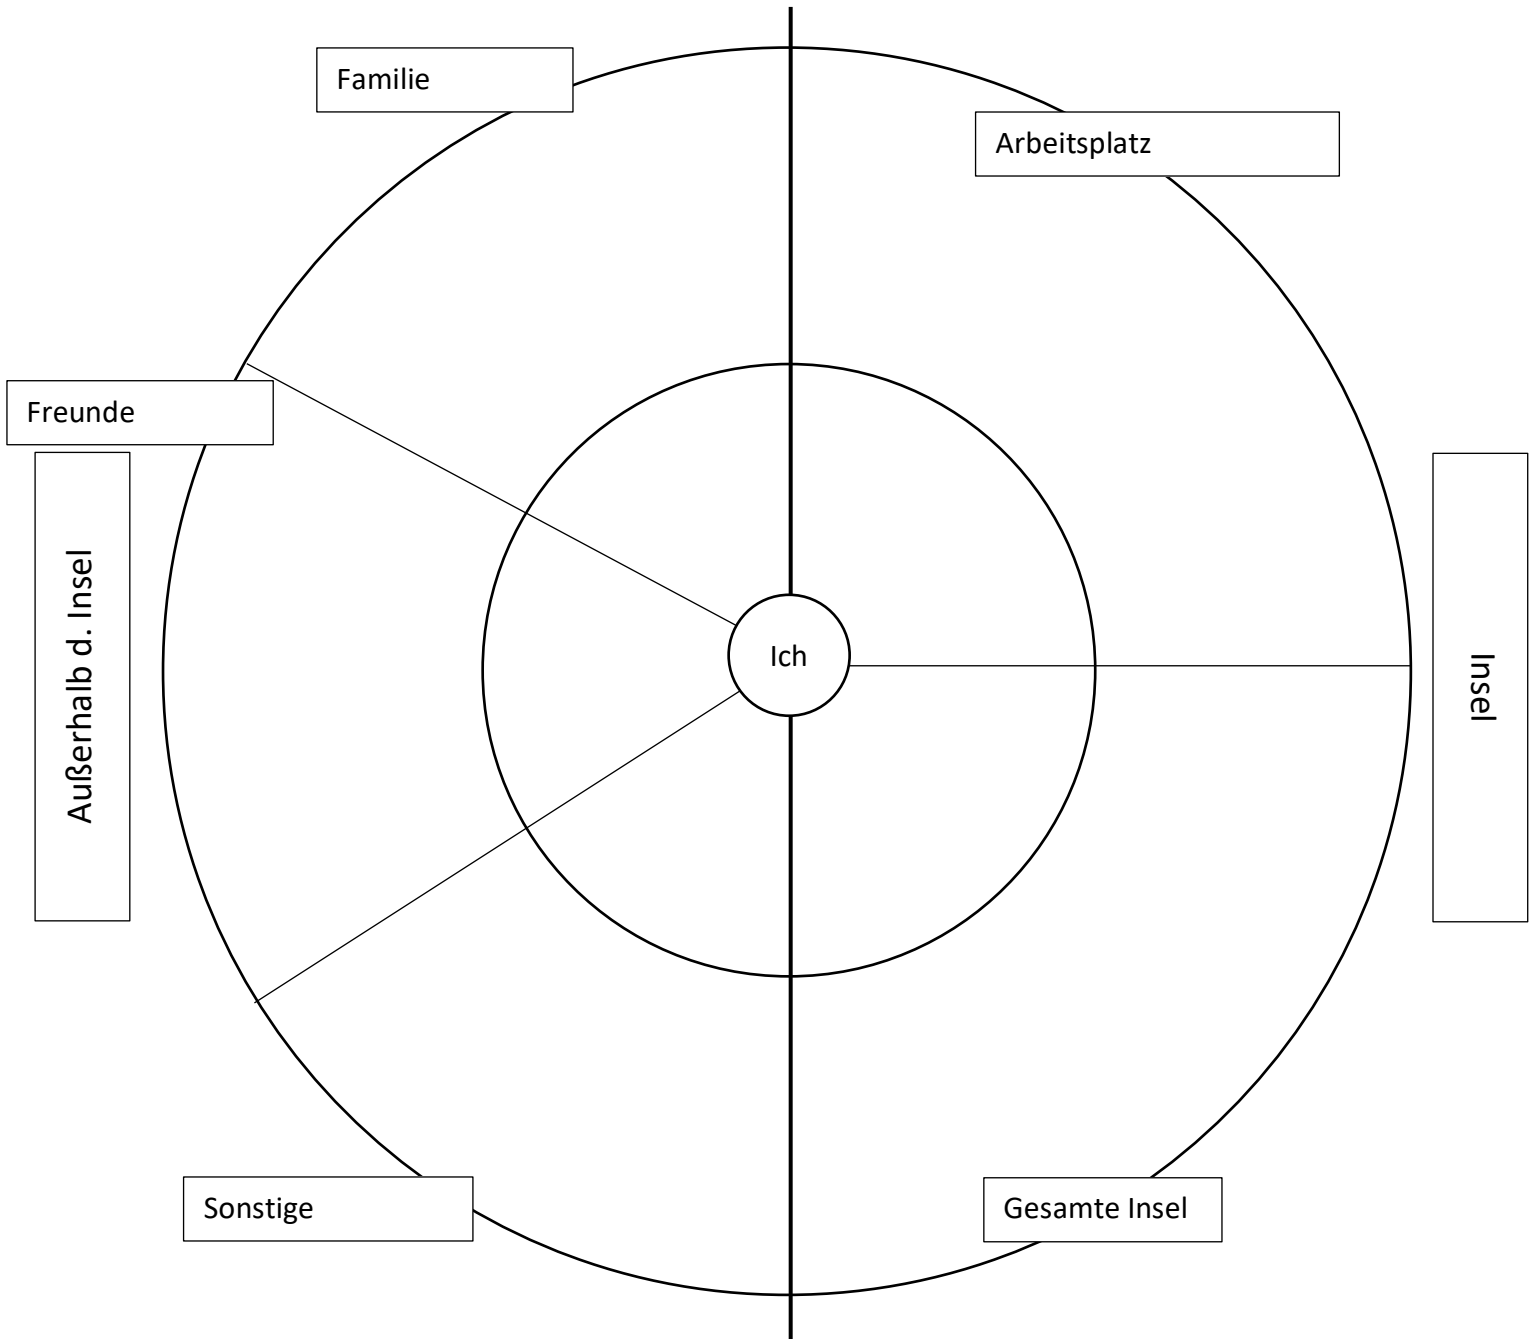 Familie
Arbeitsplatz
Freunde
Außerhalb d. Insel
Ich
Insel
Sonstige
Gesamte Insel